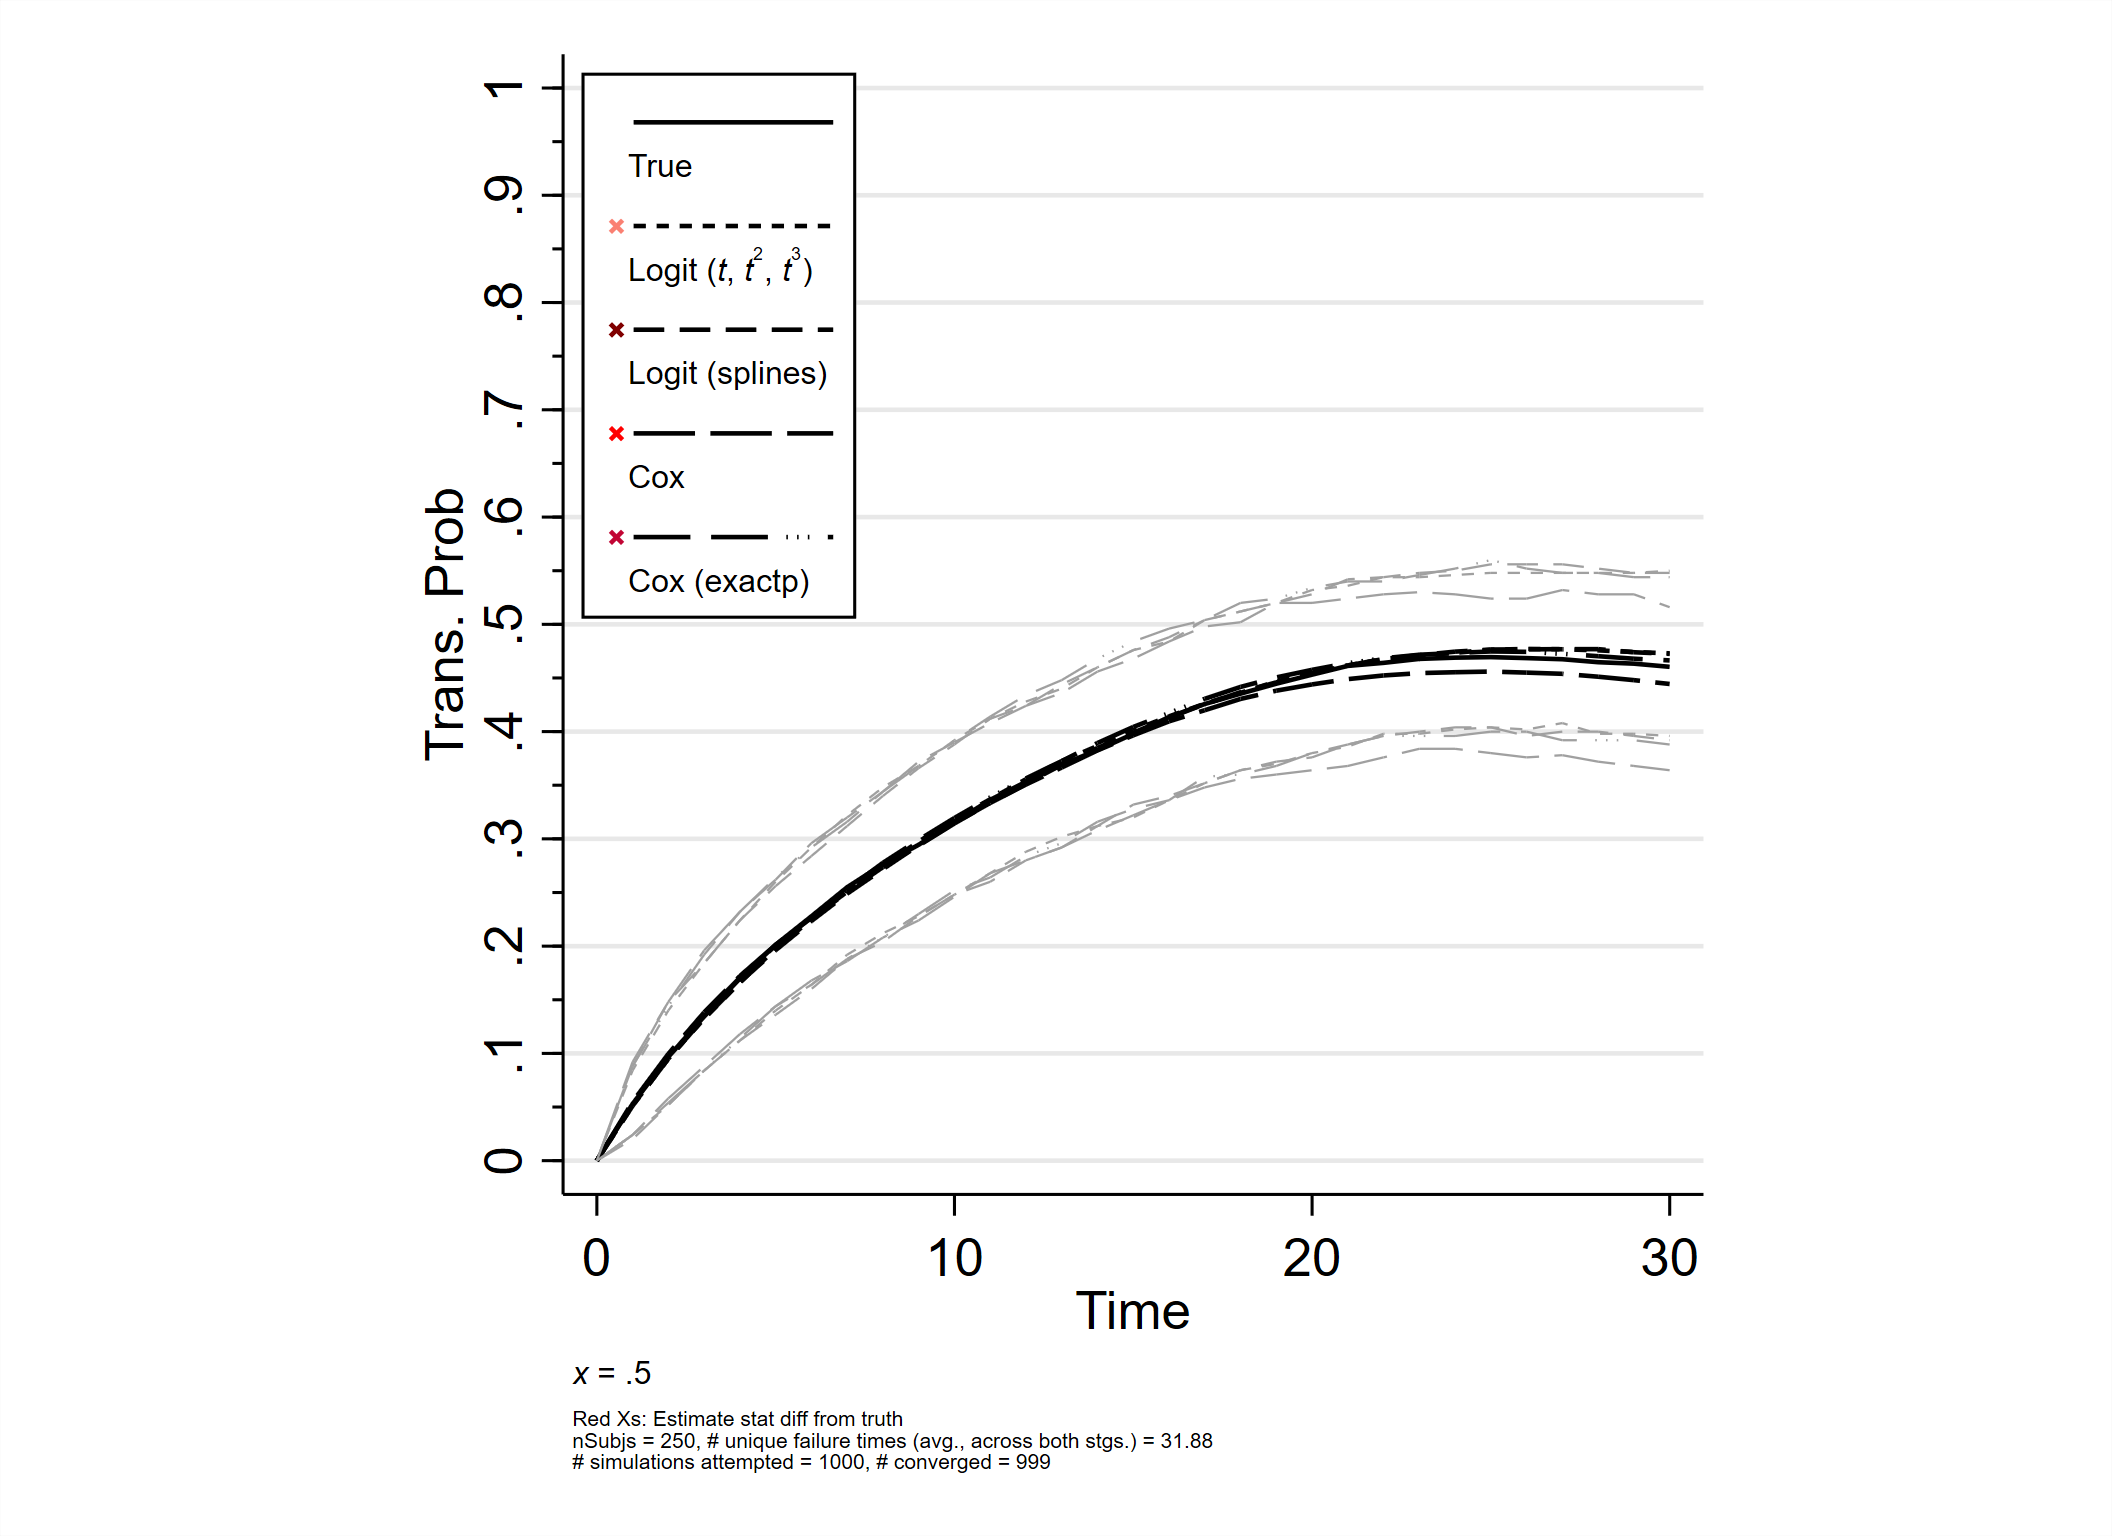 1
.9
.8
.7
.6
.5
.4
.3
.2
.1
0
Trans. Prob
True
Logit (t, t², t³)
Logit (splines)
Cox
Cox (exactp)
0 10 20 30
Time
x = .5
Red Xs: Estimate stat diff from truth
nSubjs = 250, # unique failure times (avg., across both stgs.) = 31.88
# simulations attempted = 1000, # converged = 999